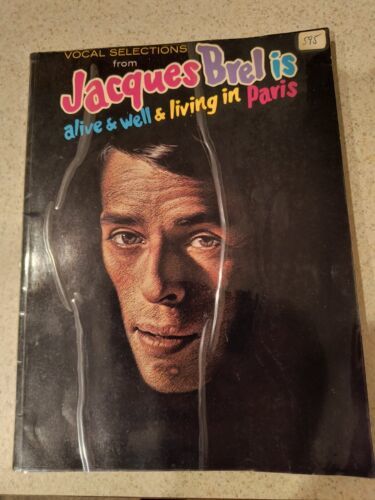 VOCAL SELECTIONS
from
Jacques Brel is
alive & well & living in Paris
595